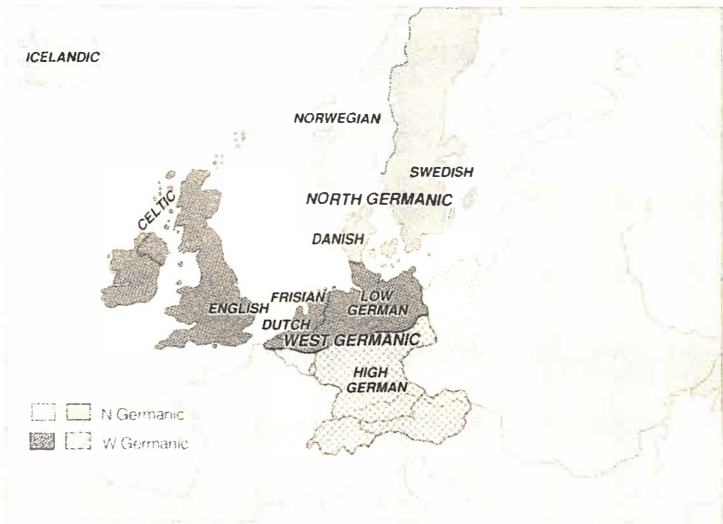 ICELANDIC
NORWEGIAN
SWEDISH
NORTH GERMANIC
CELTIC
DANISH
FRISIAN
LOW
GERMAN
ENGLISH
DUTCH
WEST GERMANIC
HIGH
GERMAN
N Germanic
W Germanic